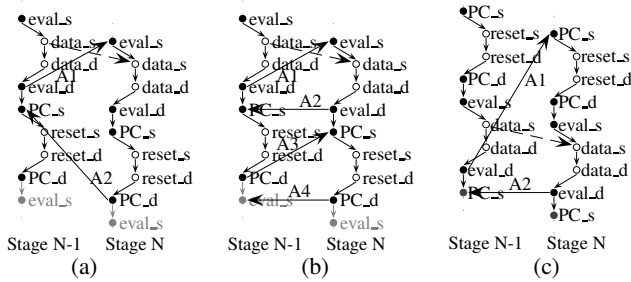 eval_s
data_s
data_d
eval_d
PC_s
reset_s
reset_d
PC_d
eval_s
eval_s
data_s
data_d
eval_d
PC_s
reset_s
reset_d
PC_d
eval_s
A1
A2
Stage N-1 Stage N
(a)
eval_s
data_s
data_d
eval_d
PC_s
reset_s
reset_d
PC_d
eval_s
eval_s
data_s
data_d
eval_d
PC_s
reset_s
reset_d
PC_d
eval_s
A1
A2
A3
A4
Stage N-1 Stage N
(b)
PC_s
reset_s
reset_d
PC_d
eval_s
data_s
data_d
eval_d
PC_s
PC_s
reset_s
reset_d
PC_d
eval_s
data_s
data_d
eval_d
PC_s
A1
A2
Stage N-1 Stage N
(c)